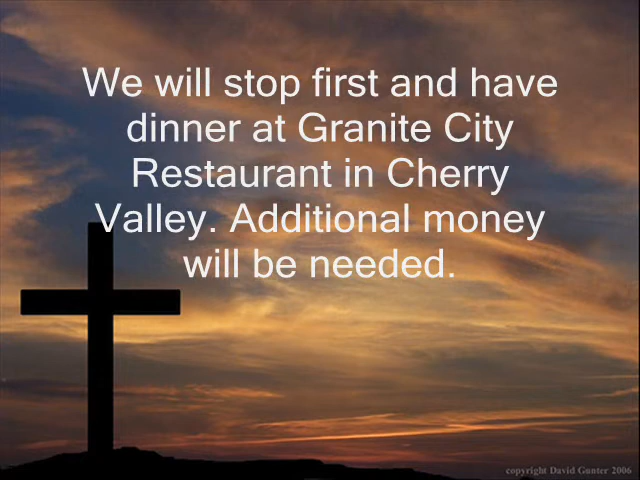 We will stop first and have
dinner at Granite City
Restaurant in Cherry
Valley. Additional money
will be needed.
copyright David Gunter 2006